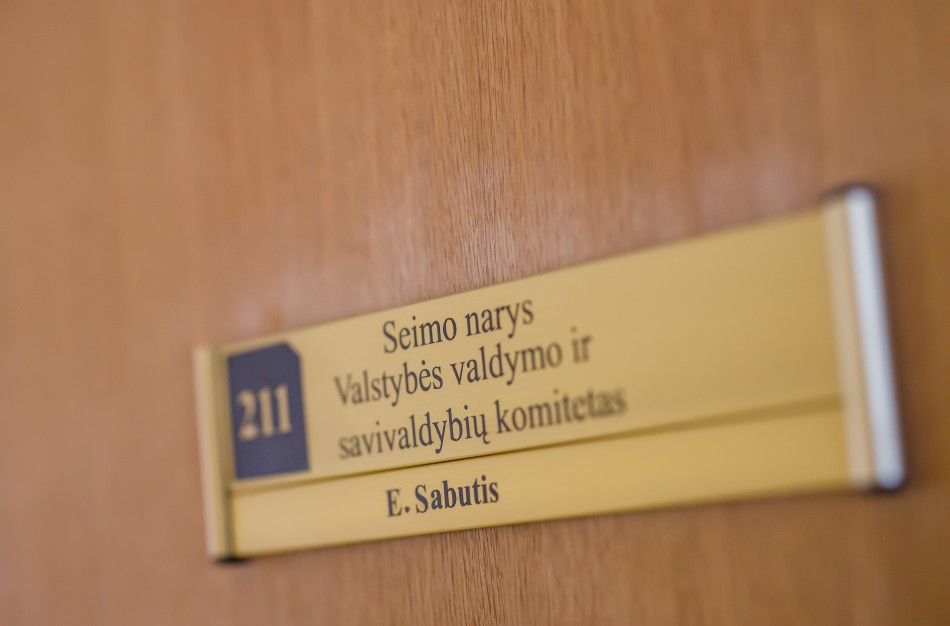 211
Seimo narys
Valstybės valdymo ir
savivaldybių komitetas
E. Sabutis